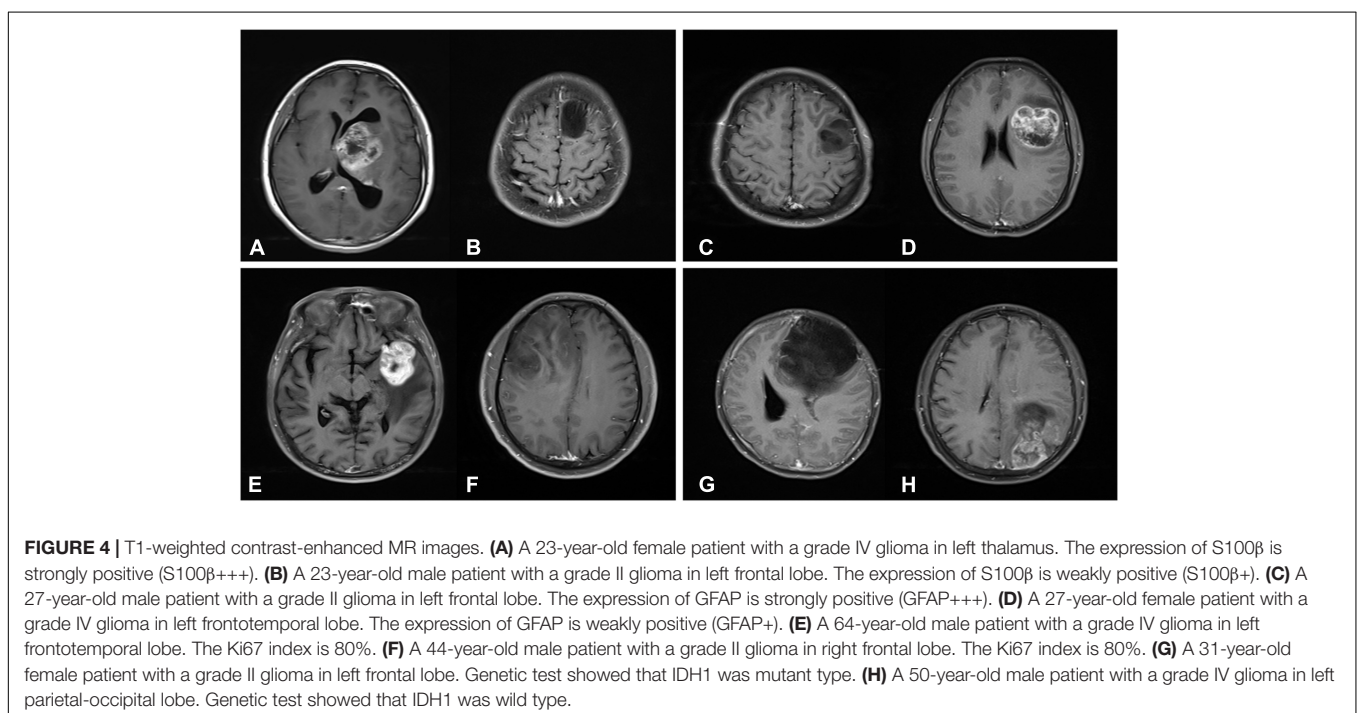 A
B
C
D
E
F
G
H
FIGURE 4 | T1-weighted contrast-enhanced MR images. (A) A 23-year-old female patient with a grade IV glioma in left thalamus. The expression of S100β is
strongly positive (S100β+++). (B) A 23-year-old male patient with a grade II glioma in left frontal lobe. The expression of S100β is weakly positive (S100β+). (C) A
27-year-old male patient with a grade II glioma in left frontal lobe. The expression of GFAP is strongly positive (GFAP+++). (D) A 27-year-old female patient with a
grade IV glioma in left frontotemporal lobe. The expression of GFAP is weakly positive (GFAP+). (E) A 64-year-old male patient with a grade IV glioma in left
frontotemporal lobe. The Ki67 index is 80%. (F) A 44-year-old male patient with a grade II glioma in right frontal lobe. The Ki67 index is 80%. (G) A 31-year-old
female patient with a grade II glioma in left frontal lobe. Genetic test showed that IDH1 was mutant type. (H) A 50-year-old male patient with a grade IV glioma in left
parietal-occipital lobe. Genetic test showed that IDH1 was wild type.